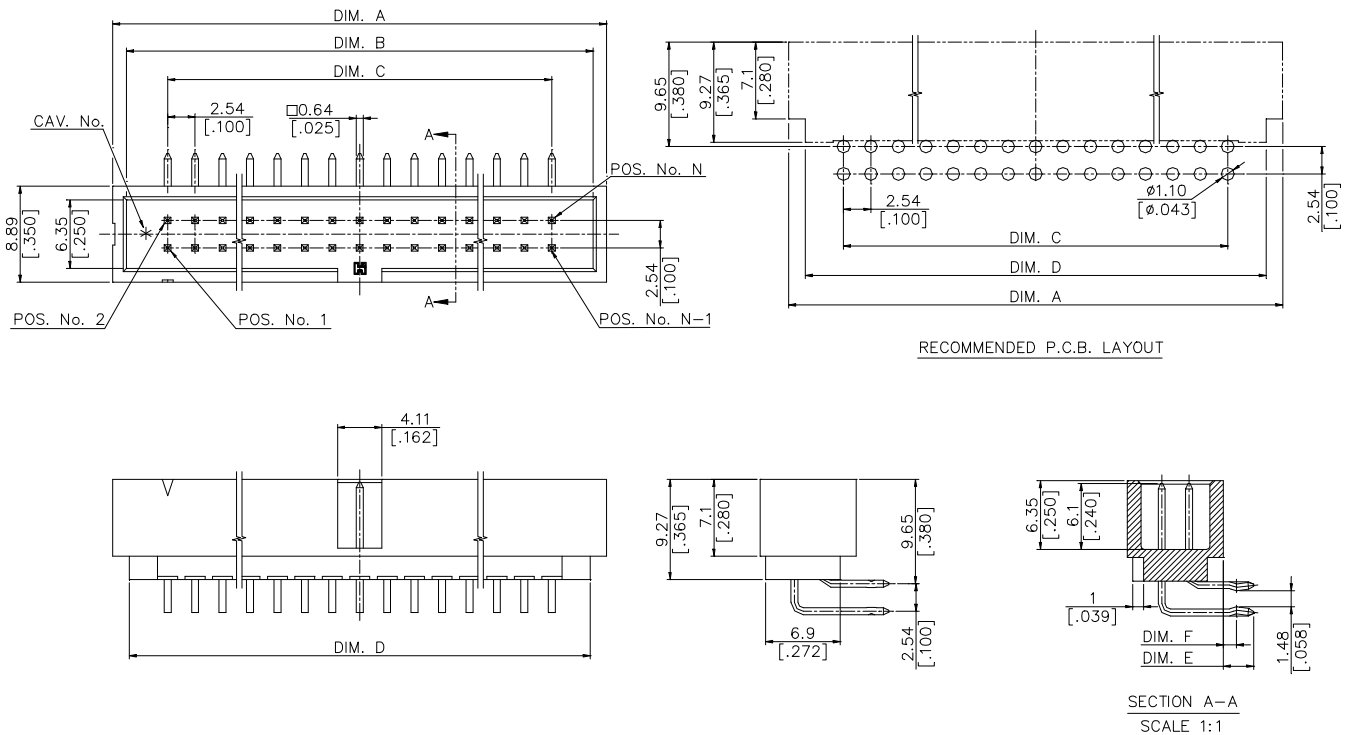 DIM. A
DIM. B
DIM. C
2.54
[.100]
□0.64
[.025]
CAV. No.
A
POS. No. N
8.89
[.350]
6.35
[.250]
2.54
[.100]
A
POS. No. 2
POS. No. 1
POS. No. N-1
9.65
[.380]
9.27
[.365]
7.1
[.280]
2.54
[.100]
ø1.10
[ø.043]
2.54
[.100]
DIM. C
DIM. D
DIM. A
RECOMMENDED P.C.B. LAYOUT
4.11
[.162]
DIM. D
9.27
[.365]
7.1
[.280]
9.65
[.380]
6.9
[.272]
2.54
[.100]
6.35
[.250]
6.1
[.240]
1
[.039]
DIM. F
DIM. E
1.48
[.058]
SECTION A-A
SCALE 1:1